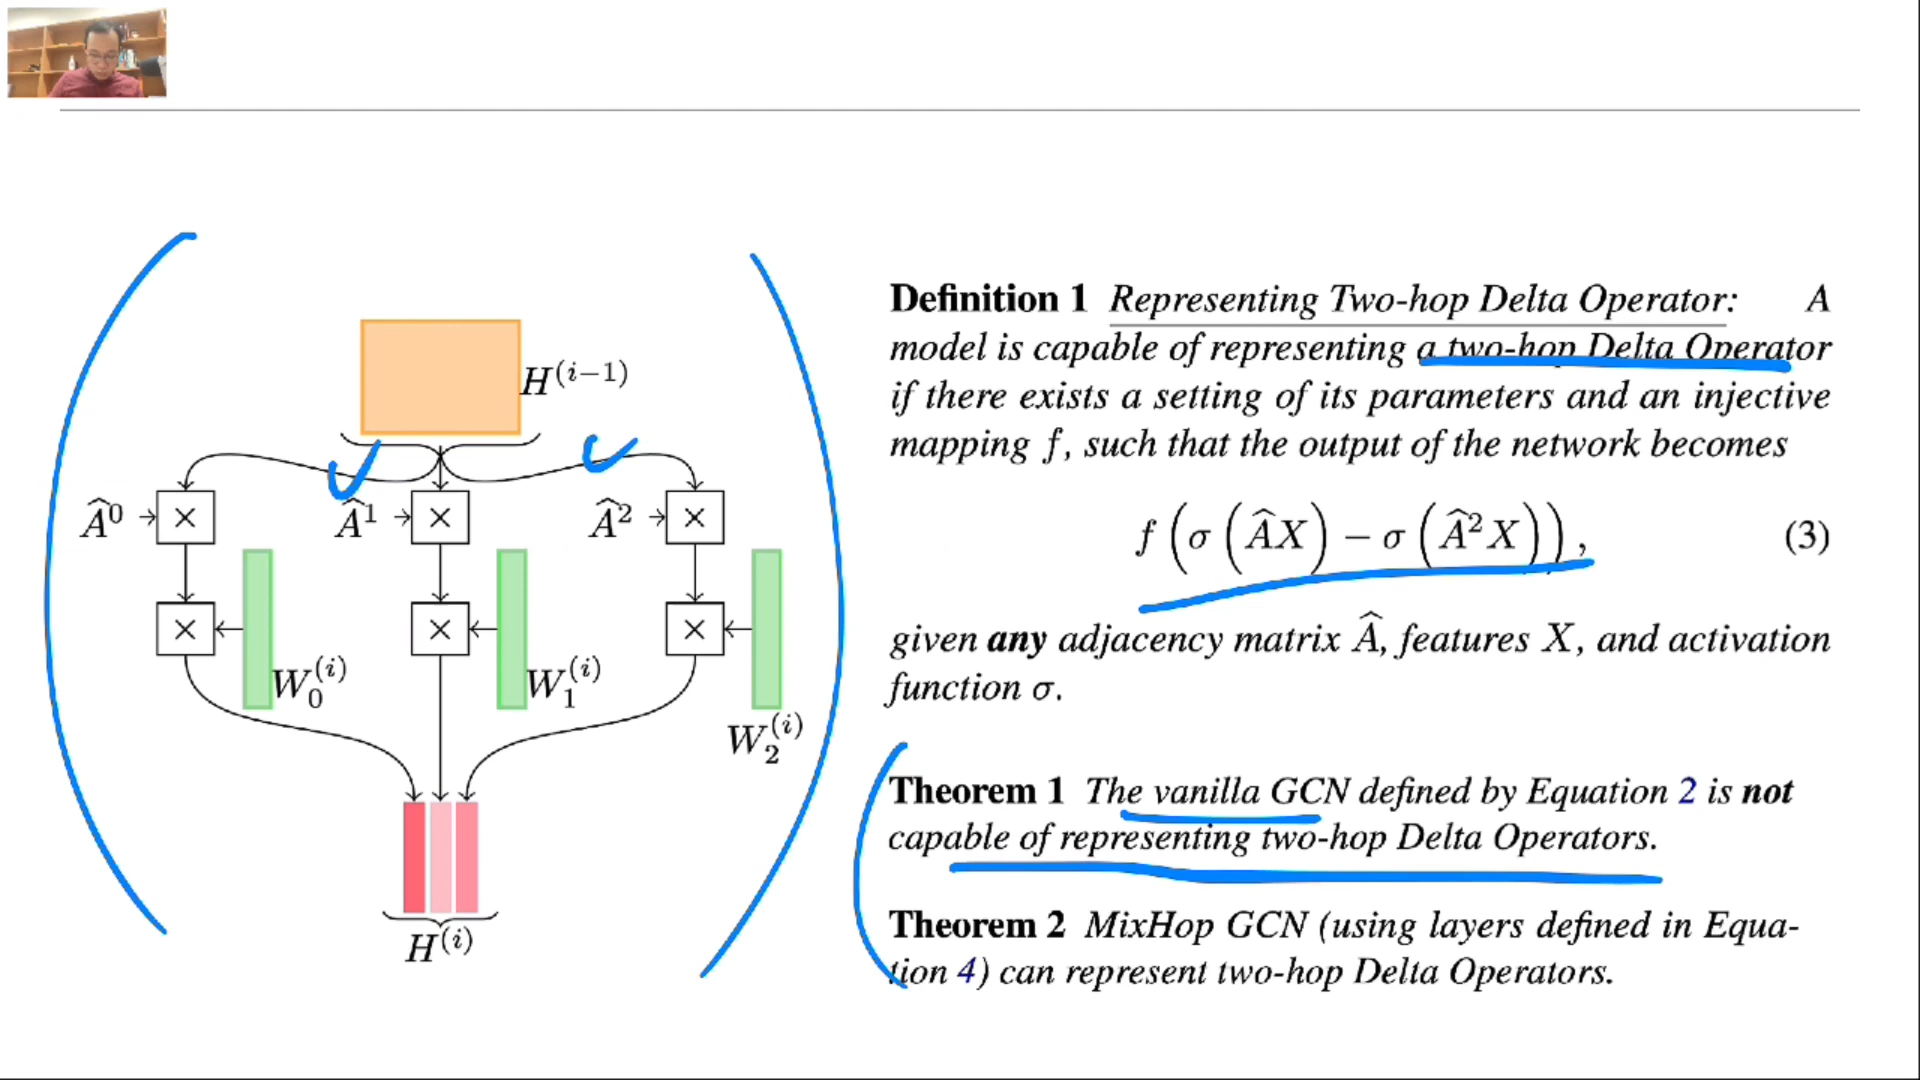 H^(i−1)
Â^0
Â^1
Â^2
×
×
×
×
×
×
W_0^(i)
W_1^(i)
W_2^(i)
H^(i)
Definition 1 Representing Two-hop Delta Operator: A
model is capable of representing a two-hop Delta Operator
if there exists a setting of its parameters and an injective
mapping f, such that the output of the network becomes
f(σ(ÂX) − σ(Â²X)), (3)
given any adjacency matrix Â, features X, and activation
function σ.
Theorem 1 The vanilla GCN defined by Equation 2 is not
capable of representing two-hop Delta Operators.
Theorem 2 MixHop GCN (using layers defined in Equa-
tion 4) can represent two-hop Delta Operators.